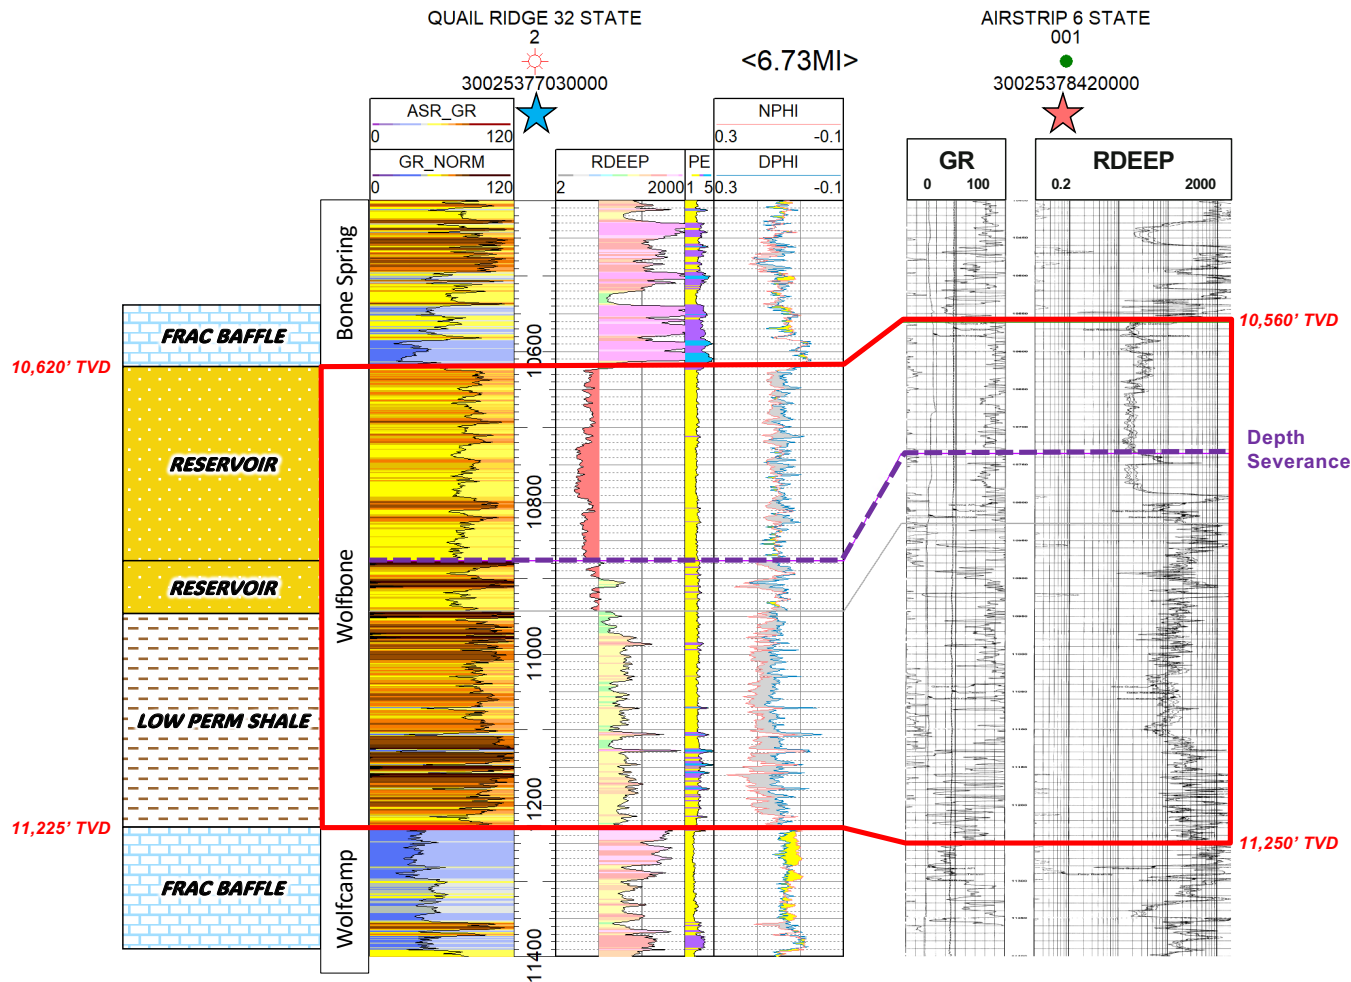 QUAIL RIDGE 32 STATE
2
30025377030000
<6.73MI>
AIRSTRIP 6 STATE
001
30025378420000
ASR_GR
0 120
GR_NORM
0 120
RDEEP
2 2000
PE
1 5
NPHI
0.3 -0.1
DPHI
0.3 -0.1
GR
0 100
RDEEP
0.2 2000
Bone Spring
FRAC BAFFLE
10,620' TVD
10600
10,560' TVD
RESERVOIR
Depth
Severance
10800
Wolfbone
RESERVOIR
11000
LOW PERM SHALE
11200
11,225' TVD
11,250' TVD
FRAC BAFFLE
Wolfcamp
11400